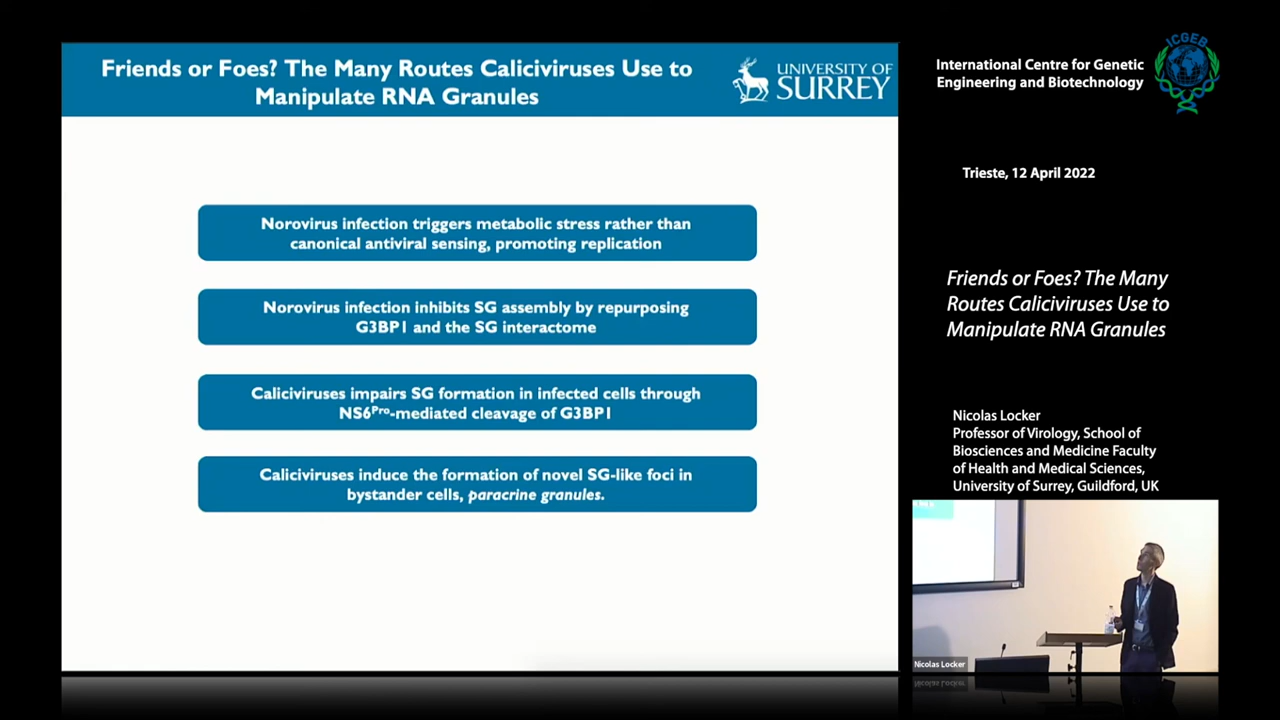 Friends or Foes? The Many Routes Caliciviruses Use to
Manipulate RNA Granules
UNIVERSITY OF
SURREY
Norovirus infection triggers metabolic stress rather than
canonical antiviral sensing, promoting replication
Norovirus infection inhibits SG assembly by repurposing
G3BP1 and the SG interactome
Caliciviruses impairs SG formation in infected cells through
NS6Pro-mediated cleavage of G3BP1
Caliciviruses induce the formation of novel SG-like foci in
bystander cells, paracrine granules.
International Centre for Genetic
Engineering and Biotechnology
ICGEB
Trieste, 12 April 2022
Friends or Foes? The Many
Routes Caliciviruses Use to
Manipulate RNA Granules
Nicolas Locker
Professor of Virology, School of
Biosciences and Medicine Faculty
of Health and Medical Sciences,
University of Surrey, Guildford, UK
Nicolas Locker